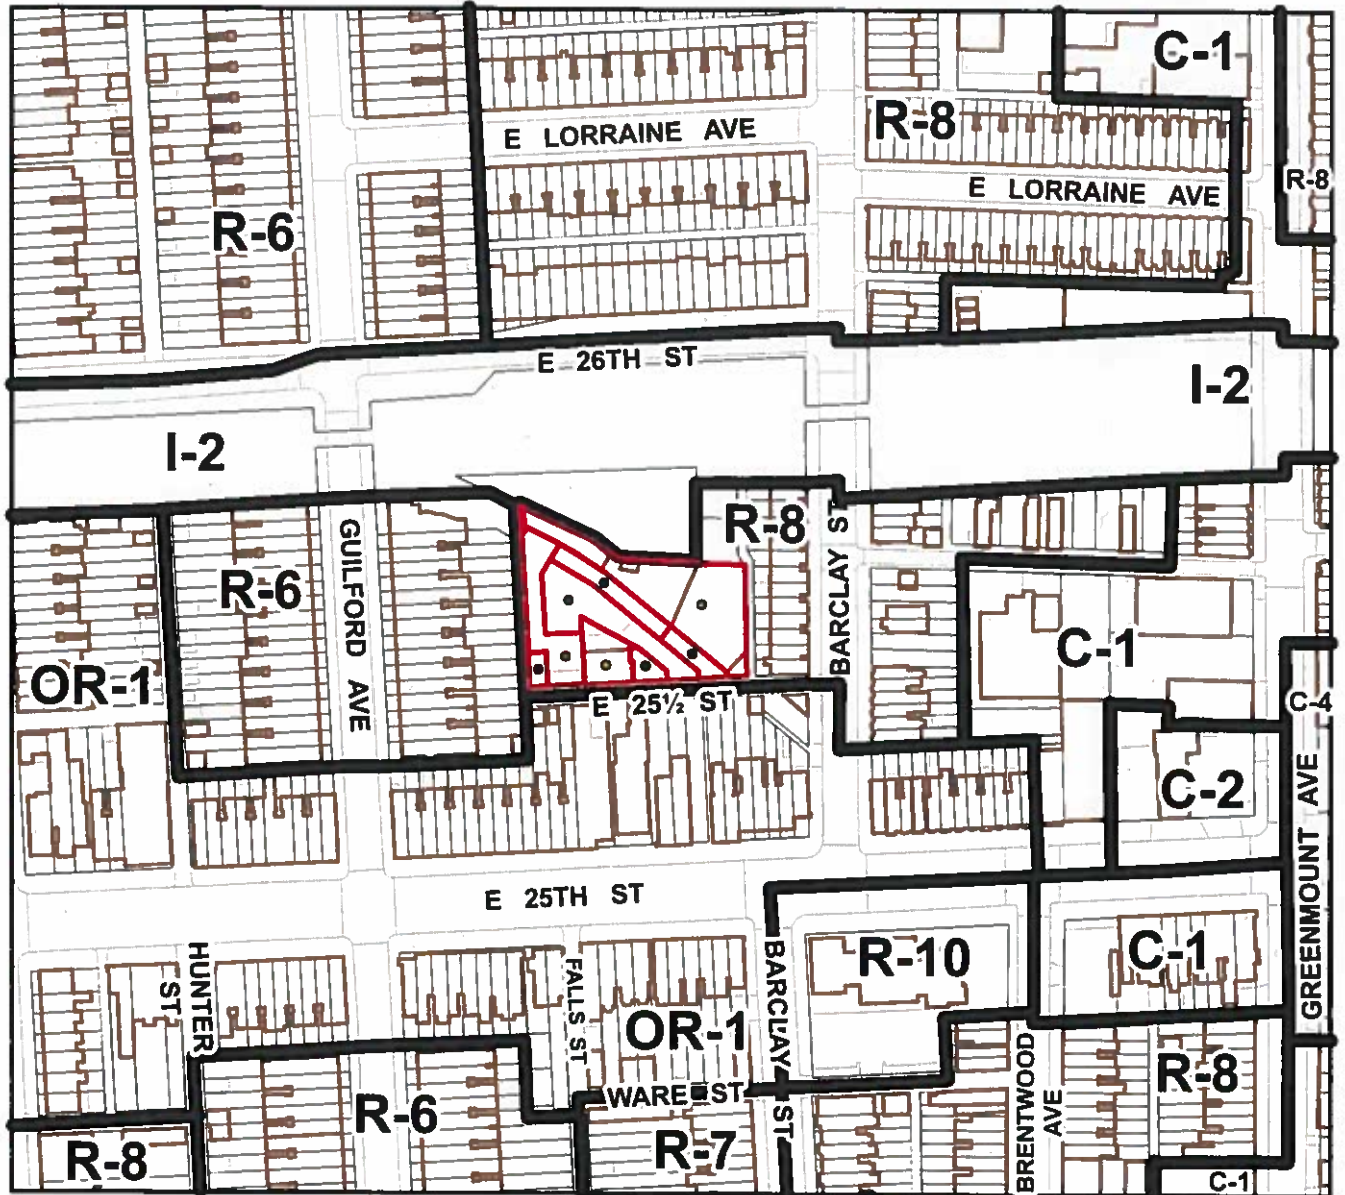 C-1
R-8
E LORRAINE AVE
E LORRAINE AVE
R-8
R-6
E 26TH ST
I-2
I-2
R-8
BARCLAY ST
GUILFORD AVE
R-6
OR-1
C-1
E 25½ ST
C-4
C-2
GREENMOUNT AVE
E 25TH ST
R-10
C-1
HUNTER
ST
FALLS ST
BARCLAY ST
OR-1
BRENTWOOD
AVE
R-8
WARE ST
R-6
R-7
R-8
C-1